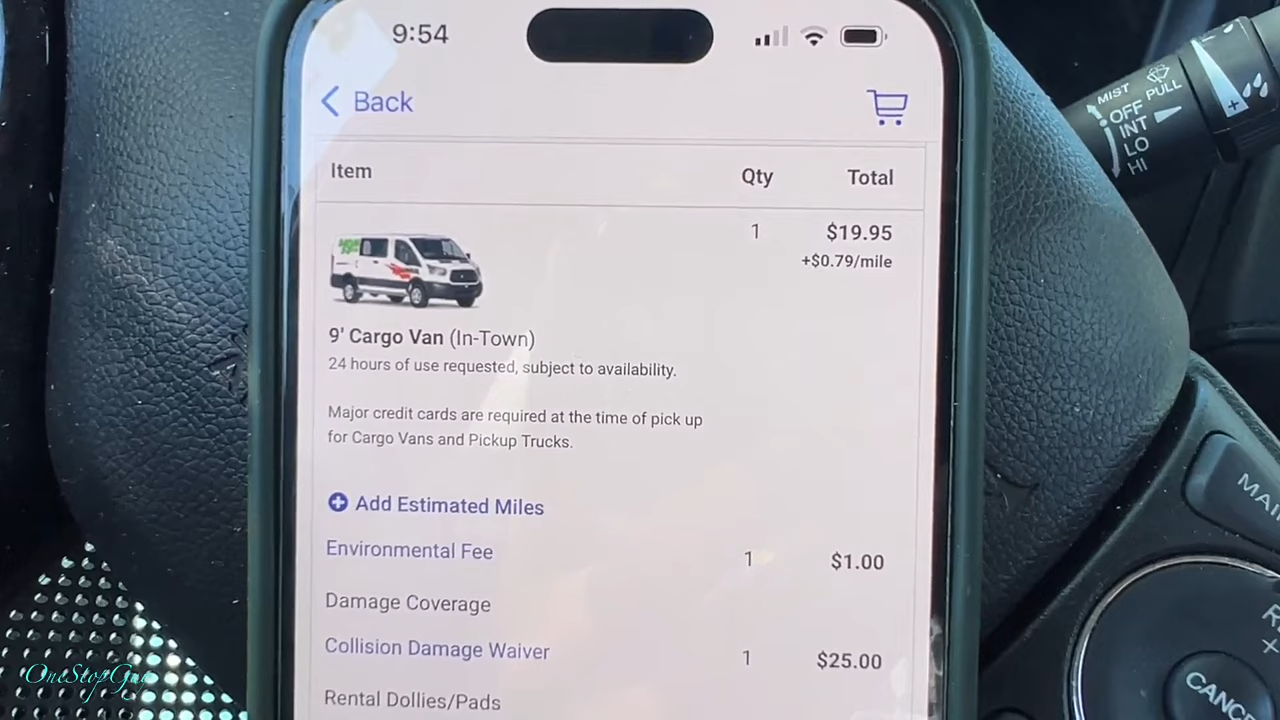 9:54
Back
Item Qty Total
1 $19.95
+$0.79/mile
9' Cargo Van (In-Town)
24 hours of use requested, subject to availability.
Major credit cards are required at the time of pick up
for Cargo Vans and Pickup Trucks.
Add Estimated Miles
Environmental Fee 1 $1.00
Damage Coverage
Collision Damage Waiver 1 $25.00
Rental Dollies/Pads
MIST
PULL
OFF
INT
LO
HI
OneStopGuy